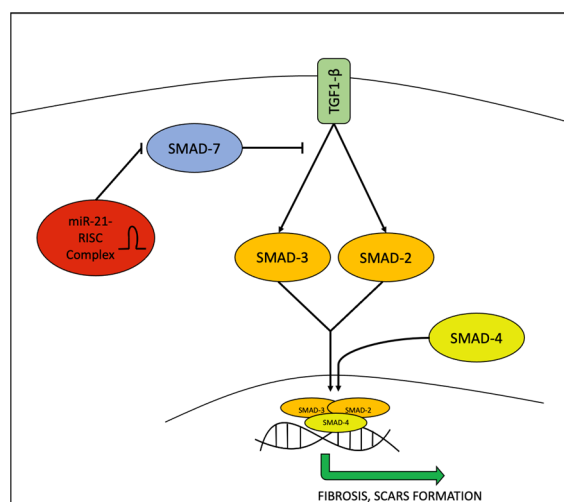 TGF1-β
SMAD-7
miR-21-
RISC
Complex
SMAD-3
SMAD-2
SMAD-4
SMAD-3
SMAD-2
SMAD-4
FIBROSIS, SCARS FORMATION